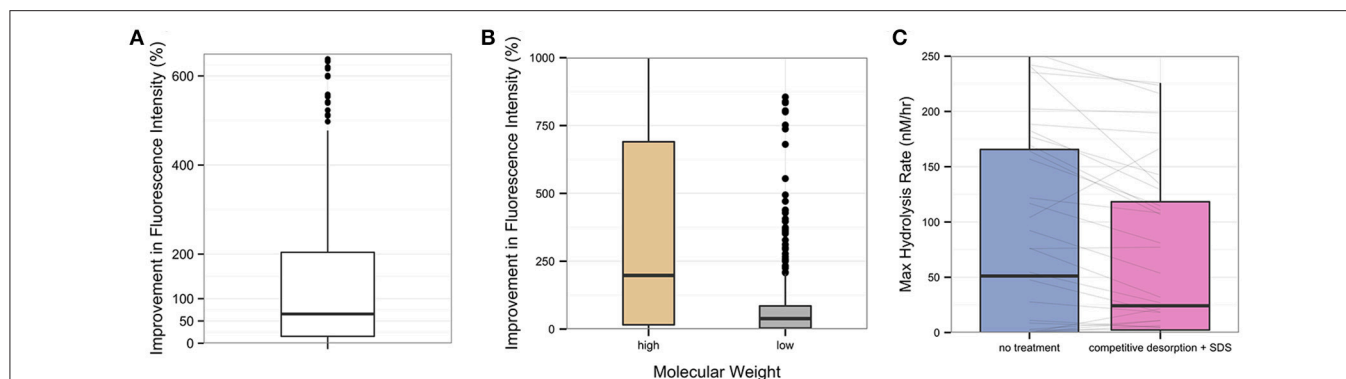 A
Improvement in Fluorescence Intensity (%)
600
400
200
100
50
0
B
Improvement in Fluorescence Intensity (%)
1000
750
500
250
0
high
low
Molecular Weight
C
Max Hydrolysis Rate (nM/hr)
250
200
150
100
50
0
no treatment
competitive desorption + SDS